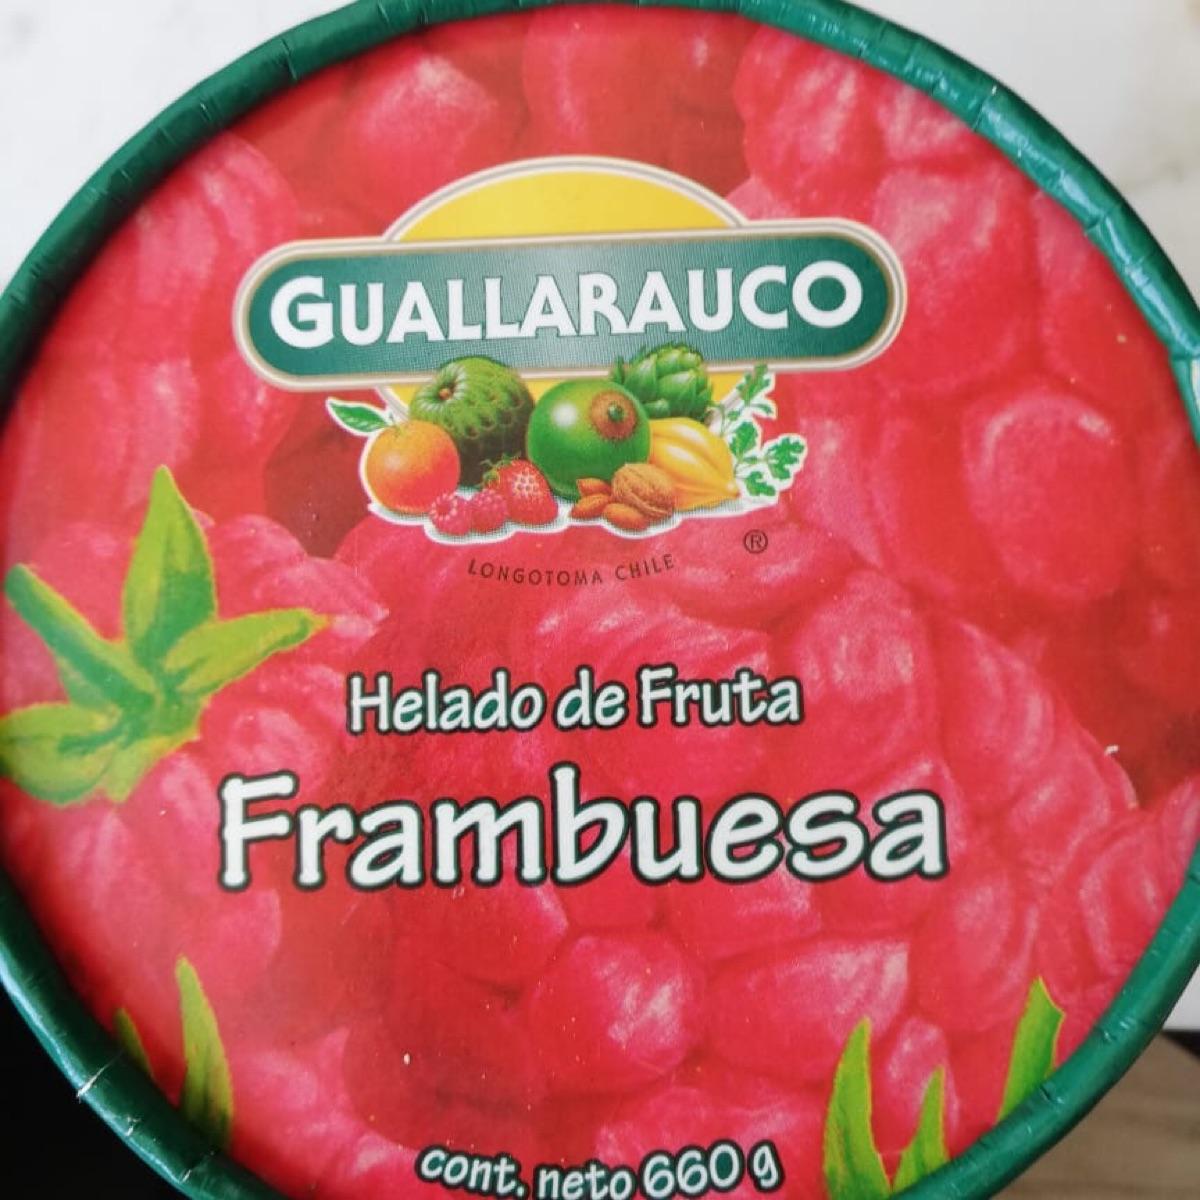 GUALLARAUCO
®
LONGOTOMA CHILE
Helado de Fruta
Frambuesa
cont. neto 660 g